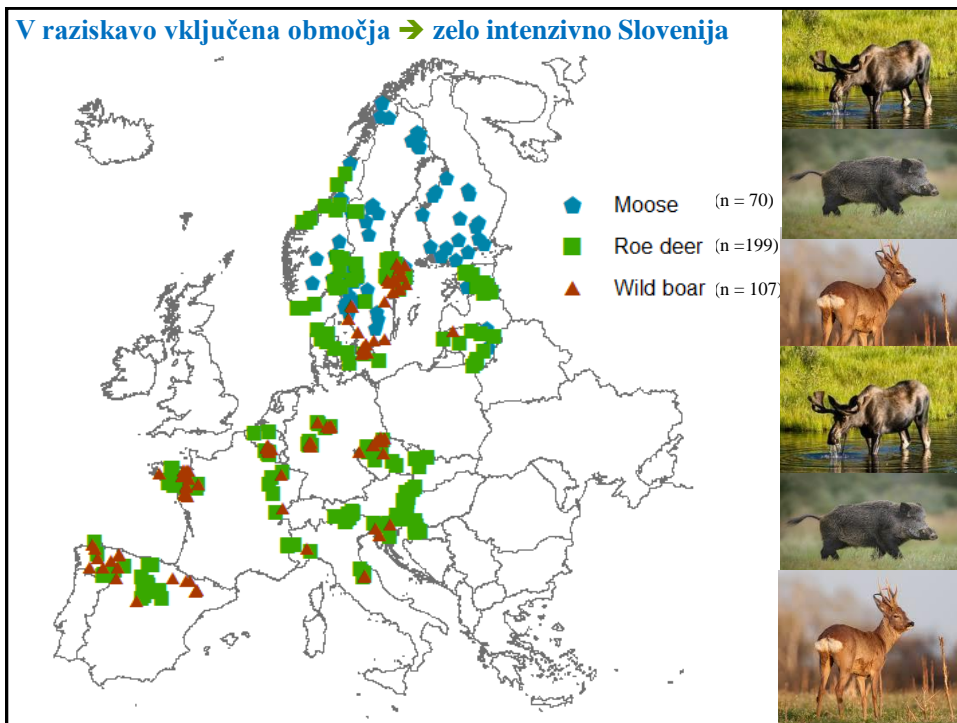 V raziskavo vključena območja → zelo intenzivno Slovenija
Moose (n = 70)
Roe deer (n =199)
Wild boar (n = 107)